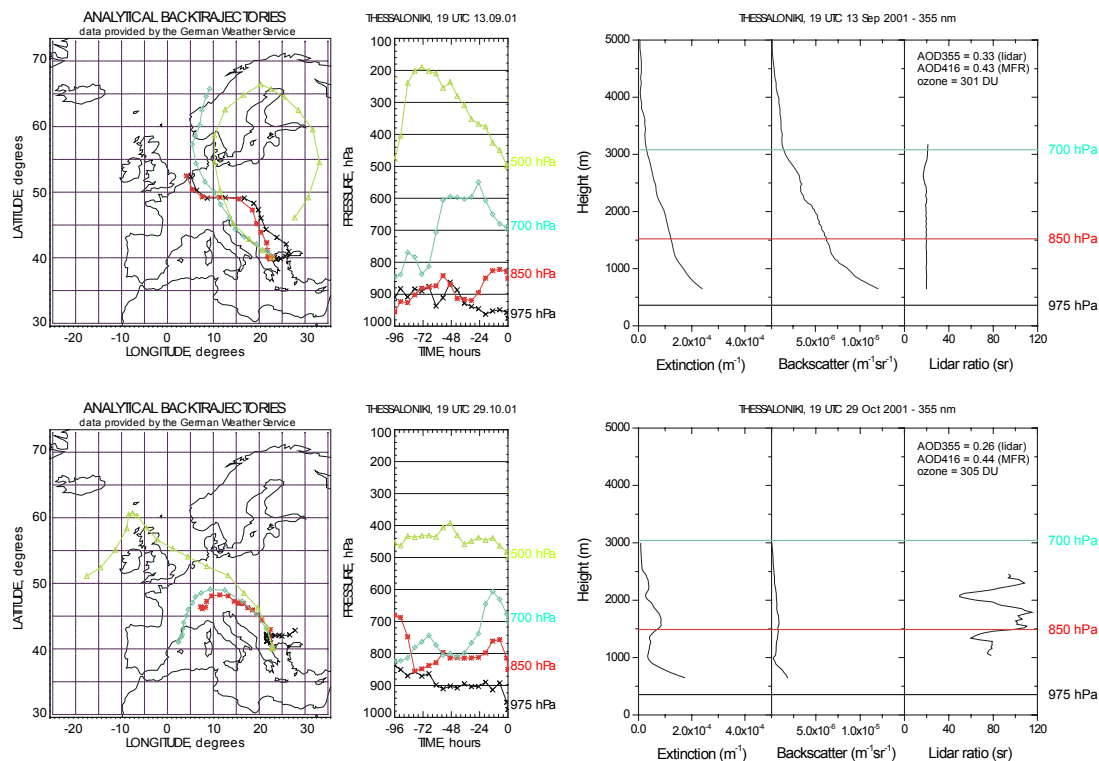 ANALYTICAL BACKTRAJECTORIES
data provided by the German Weather Service
70
60
50
40
30
LATITUDE, degrees
-20 -10 0 10 20 30
LONGITUDE, degrees
THESSALONIKI, 19 UTC 13.09.01
100
200
300
400
500
600
700
800
900
1000
PRESSURE, hPa
500 hPa
700 hPa
850 hPa
975 hPa
-96 -72 -48 -24 0
TIME, hours
THESSALONIKI, 19 UTC 13 Sep 2001 - 355 nm
5000
4000
3000
2000
1000
0
Height (m)
AOD355 = 0.33 (lidar)
AOD416 = 0.43 (MFR)
ozone = 301 DU
700 hPa
850 hPa
975 hPa
0.0 2.0x10⁻⁴ 4.0x10⁻⁴
Extinction (m⁻¹)
5.0x10⁻⁶ 1.0x10⁻⁵
Backscatter (m⁻¹sr⁻¹)
0 40 80 120
Lidar ratio (sr)
ANALYTICAL BACKTRAJECTORIES
data provided by the German Weather Service
70
60
50
40
30
LATITUDE, degrees
-20 -10 0 10 20 30
LONGITUDE, degrees
THESSALONIKI, 19 UTC 29.10.01
100
200
300
400
500
600
700
800
900
1000
PRESSURE, hPa
500 hPa
700 hPa
850 hPa
975 hPa
-96 -72 -48 -24 0
TIME, hours
THESSALONIKI, 19 UTC 29 Oct 2001 - 355 nm
5000
4000
3000
2000
1000
0
Height (m)
AOD355 = 0.26 (lidar)
AOD416 = 0.44 (MFR)
ozone = 305 DU
700 hPa
850 hPa
975 hPa
0.0 2.0x10⁻⁴ 4.0x10⁻⁴
Extinction (m⁻¹)
5.0x10⁻⁶ 1.0x10⁻⁵
Backscatter (m⁻¹sr⁻¹)
0 40 80 120
Lidar ratio (sr)